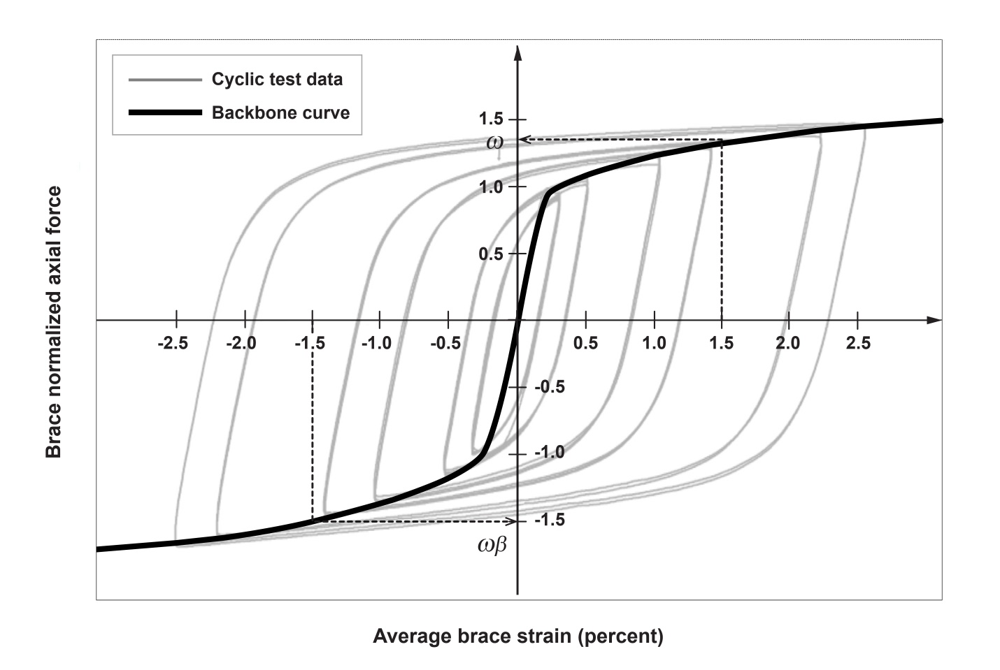 Cyclic test data
Backbone curve
1.5
ω
1.0
0.5
-2.5 -2.0 -1.5 -1.0 -0.5 0.5 1.0 1.5 2.0 2.5
-0.5
-1.0
-1.5
ωβ
Brace normalized axial force
Average brace strain (percent)